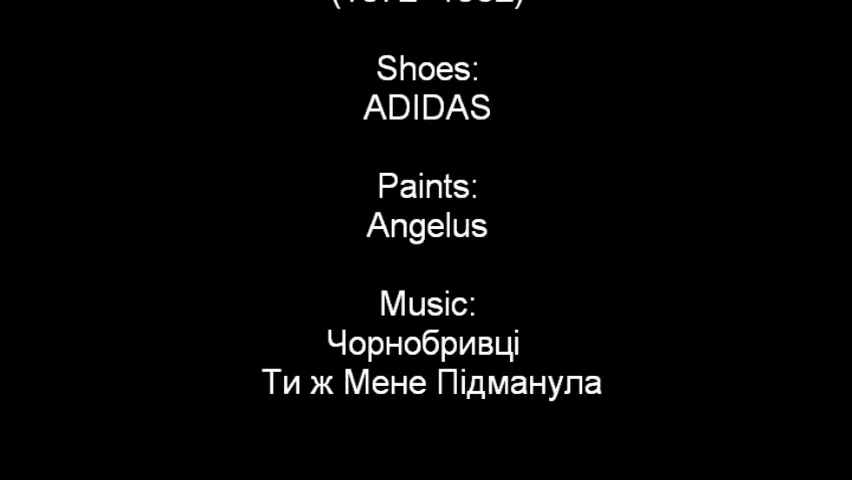 Shoes:
ADIDAS
Paints:
Angelus
Music:
Чорнобривці
Ти ж Мене Підманула